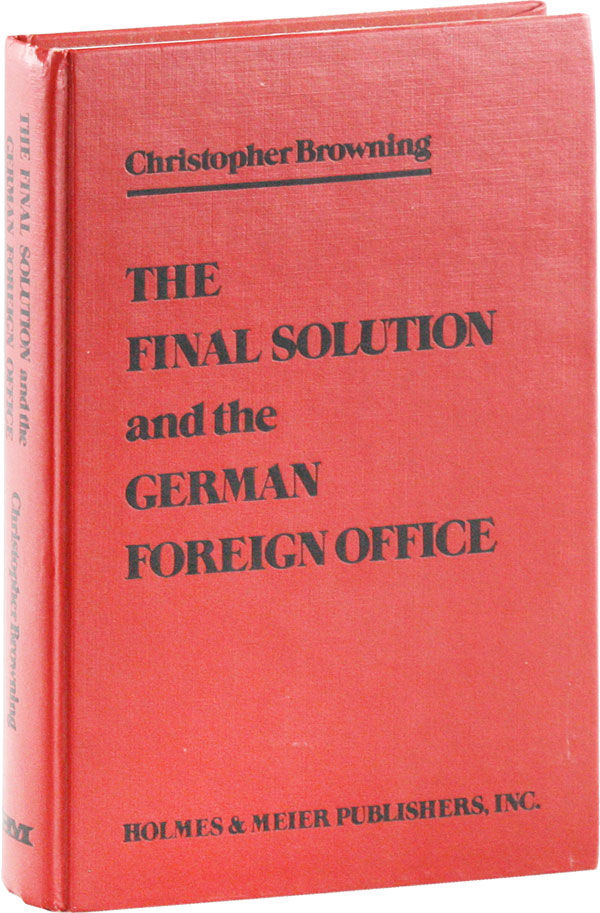 Christopher Browning
THE
FINAL SOLUTION
and the
GERMAN
FOREIGN OFFICE
HOLMES & MEIER PUBLISHERS, INC.
THE FINAL SOLUTION and the
GERMAN FOREIGN OFFICE
Christopher Browning